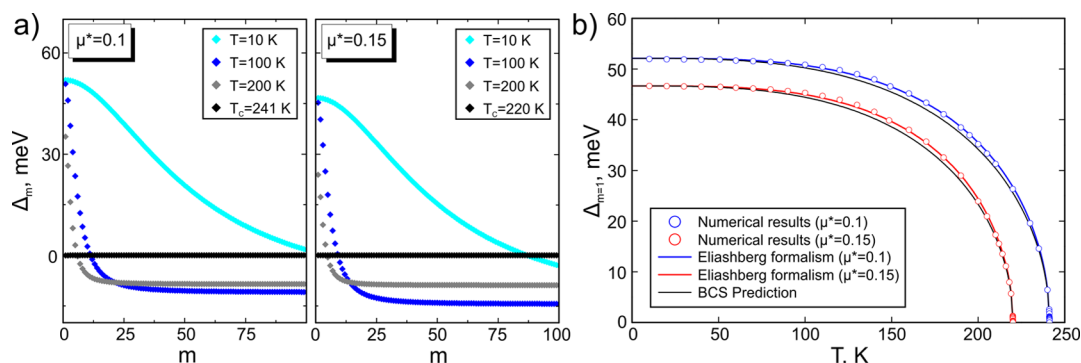 a)
μ*=0.1
T=10 K
T=100 K
T=200 K
Tc=241 K
μ*=0.15
T=10 K
T=100 K
T=200 K
Tc=220 K
Δm, meV
60
30
0
0
25
50
75
0
25
50
75
100
m
m
b)
Δm=1, meV
60
50
40
30
20
10
0
Numerical results (μ*=0.1)
Numerical results (μ*=0.15)
Eliashberg formalism (μ*=0.1)
Eliashberg formalism (μ*=0.15)
BCS Prediction
0
50
100
150
200
250
T, K